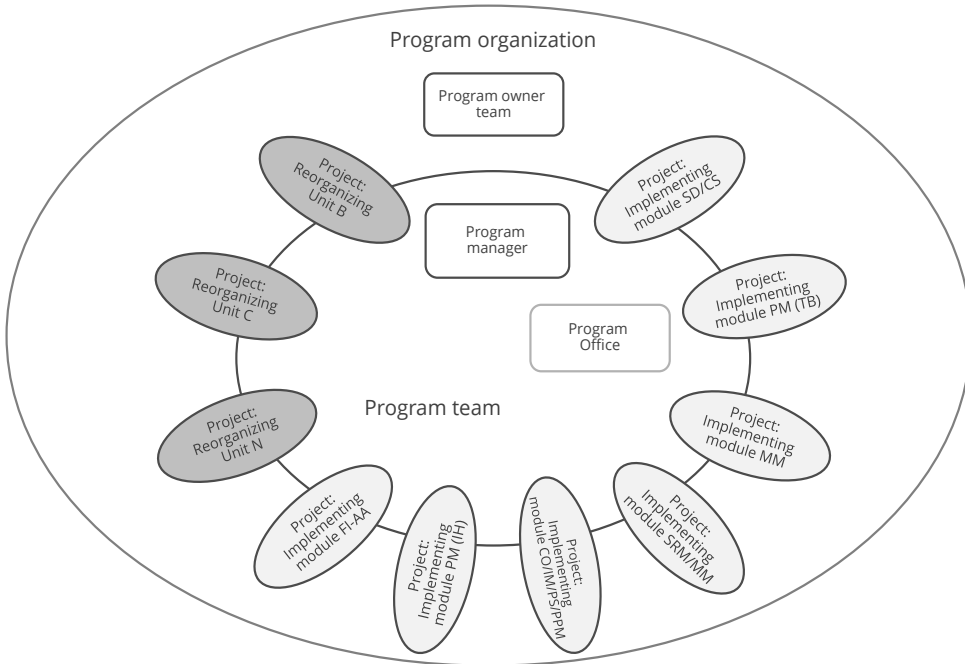 Program organization
Program owner
team
Project:
Reorganizing
Unit B
Project:
Implementing
module SD/CS
Program
manager
Project:
Reorganizing
Unit C
Project:
Implementing
module PM (TB)
Program
Office
Program team
Project:
Reorganizing
Unit N
Project:
Implementing
module MM
Project:
Implementing
module FI-AA
Project:
Implementing
module PM (IH)
Project:
Implementing
module CO/IM/PS/PPM
Project:
Implementing
module SRM/MM